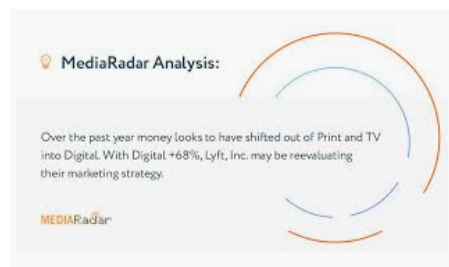 MediaRadar Analysis:
Over the past year money looks to have shifted out of Print and TV
into Digital. With Digital +68%, Lyft, Inc. may be reevaluating
their marketing strategy.
MEDIARadar